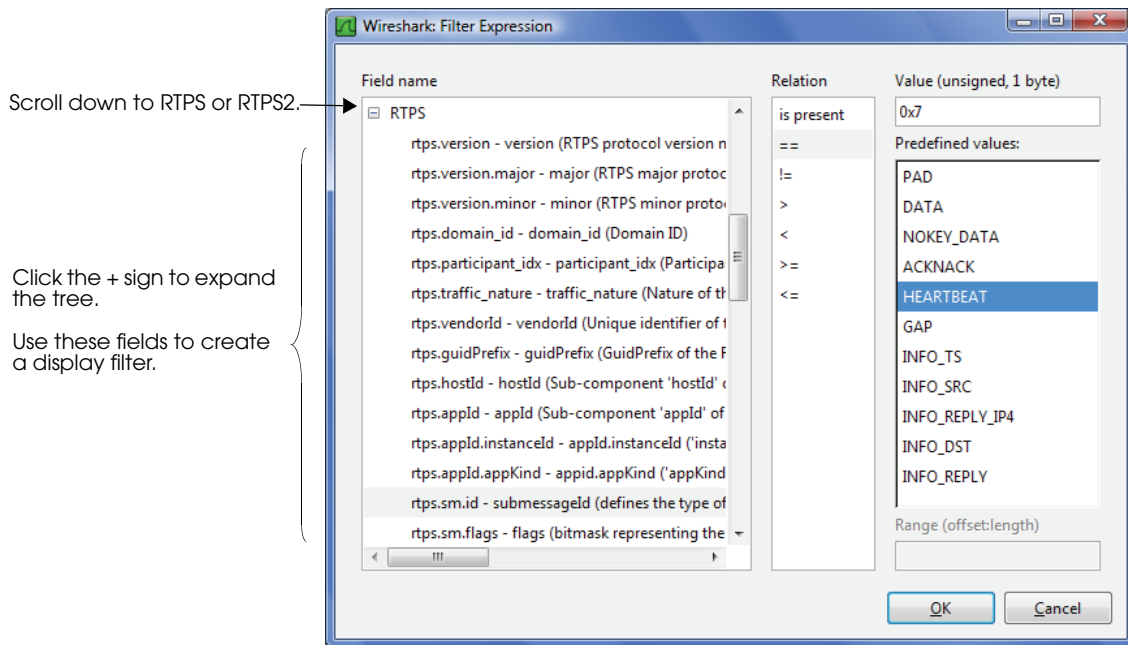 Wireshark: Filter Expression
Scroll down to RTPS or RTPS2.
Click the + sign to expand
the tree.
Use these fields to create
a display filter.
Field name
RTPS
rtps.version - version (RTPS protocol version n
rtps.version.major - major (RTPS major protoc
rtps.version.minor - minor (RTPS minor proto
rtps.domain_id - domain_id (Domain ID)
rtps.participant_idx - participant_idx (Participa
rtps.traffic_nature - traffic_nature (Nature of th
rtps.vendorId - vendorId (Unique identifier of t
rtps.guidPrefix - guidPrefix (GuidPrefix of the F
rtps.hostId - hostId (Sub-component 'hostId' o
rtps.appId - appId (Sub-component 'appId' of
rtps.appId.instanceId - appId.instanceId ('insta
rtps.appId.appKind - appid.appKind ('appKind
rtps.sm.id - submessageId (defines the type of
rtps.sm.flags - flags (bitmask representing the
Relation
is present
==
!=
>
<
>=
<=
Value (unsigned, 1 byte)
0x7
Predefined values:
PAD
DATA
NOKEY_DATA
ACKNACK
HEARTBEAT
GAP
INFO_TS
INFO_SRC
INFO_REPLY_IP4
INFO_DST
INFO_REPLY
Range (offset:length)
OK
Cancel